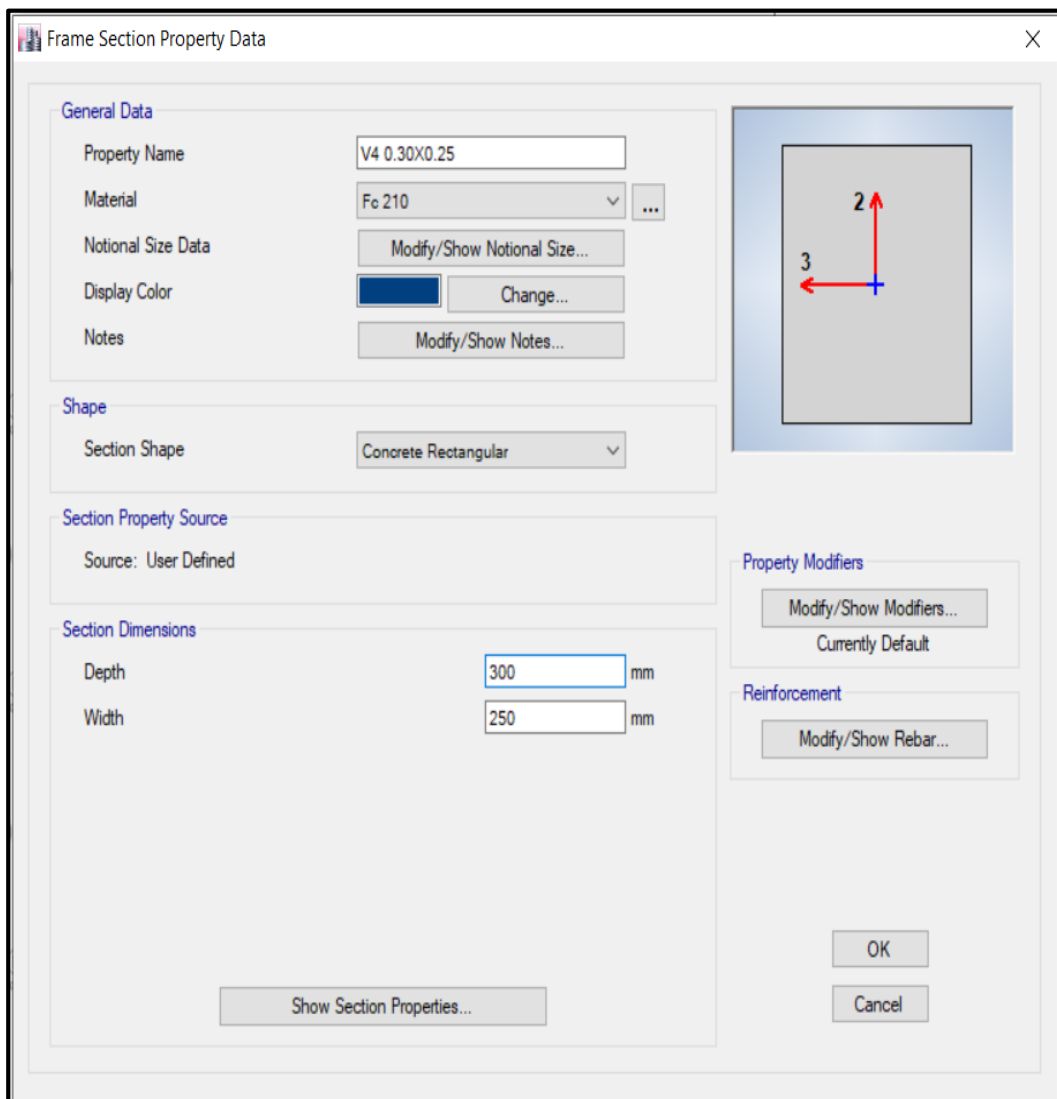 Frame Section Property Data
General Data
Property Name V4 0.30X0.25
Material Fc 210 ...
Notional Size Data Modify/Show Notional Size...
Display Color Change...
Notes Modify/Show Notes...
2
3
Shape
Section Shape Concrete Rectangular
Section Property Source
Source: User Defined
Property Modifiers
Modify/Show Modifiers...
Currently Default
Section Dimensions
Depth 300 mm
Width 250 mm
Reinforcement
Modify/Show Rebar...
Show Section Properties...
OK
Cancel